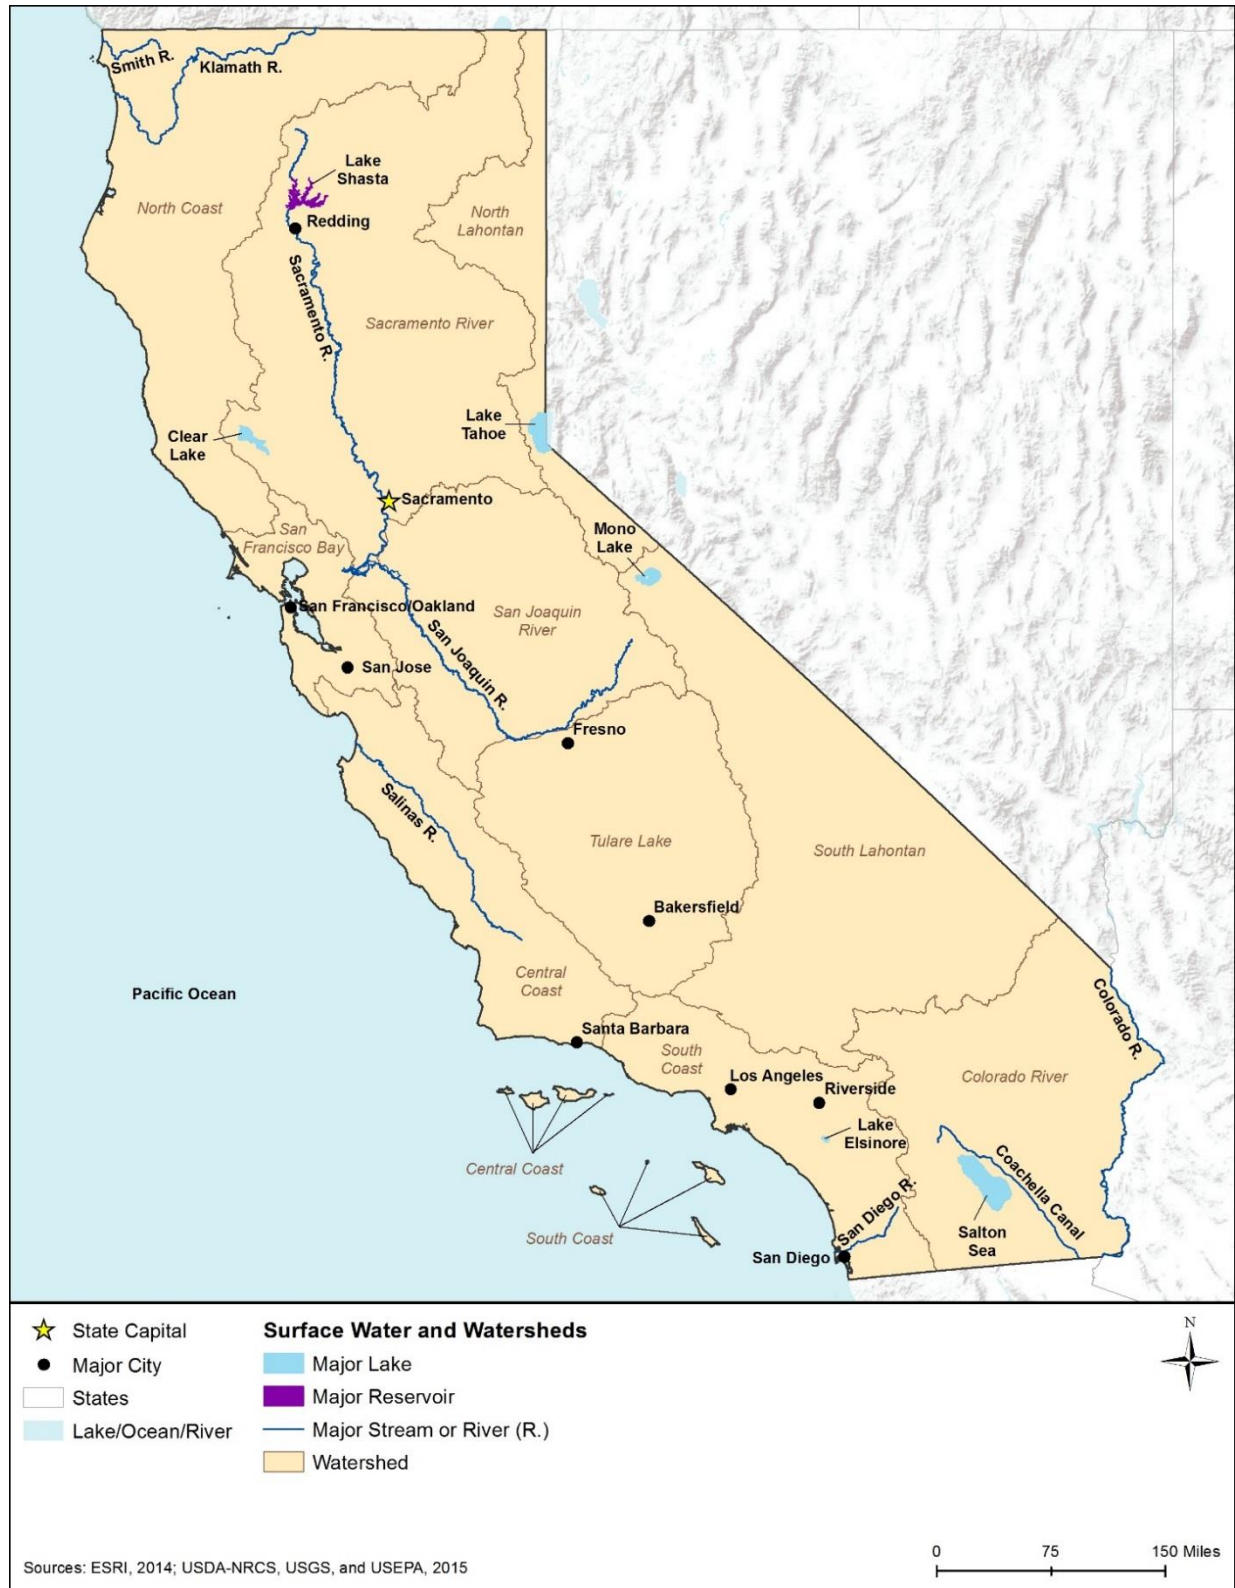 Smith R.
Klamath R.
Lake
Shasta
North Coast
North
Lahontan
Redding
Sacramento R.
Sacramento River
Lake
Tahoe
Clear
Lake
Sacramento
San
Francisco Bay
Mono
Lake
San Francisco/Oakland
San Joaquin
River
San Joaquin R.
San Jose
Fresno
Salinas R.
Tulare Lake
South Lahontan
Bakersfield
Central
Coast
Pacific Ocean
Colorado R.
Santa Barbara
South
Coast
Los Angeles
Riverside
Colorado River
Lake
Elsinore
Central Coast
Coachella Canal
San Diego R.
South Coast
Salton
Sea
San Diego
State Capital
Major City
States
Lake/Ocean/River
Surface Water and Watersheds
Major Lake
Major Reservoir
Major Stream or River (R.)
Watershed
N
Sources: ESRI, 2014; USDA-NRCS, USGS, and USEPA, 2015
0 75 150 Miles